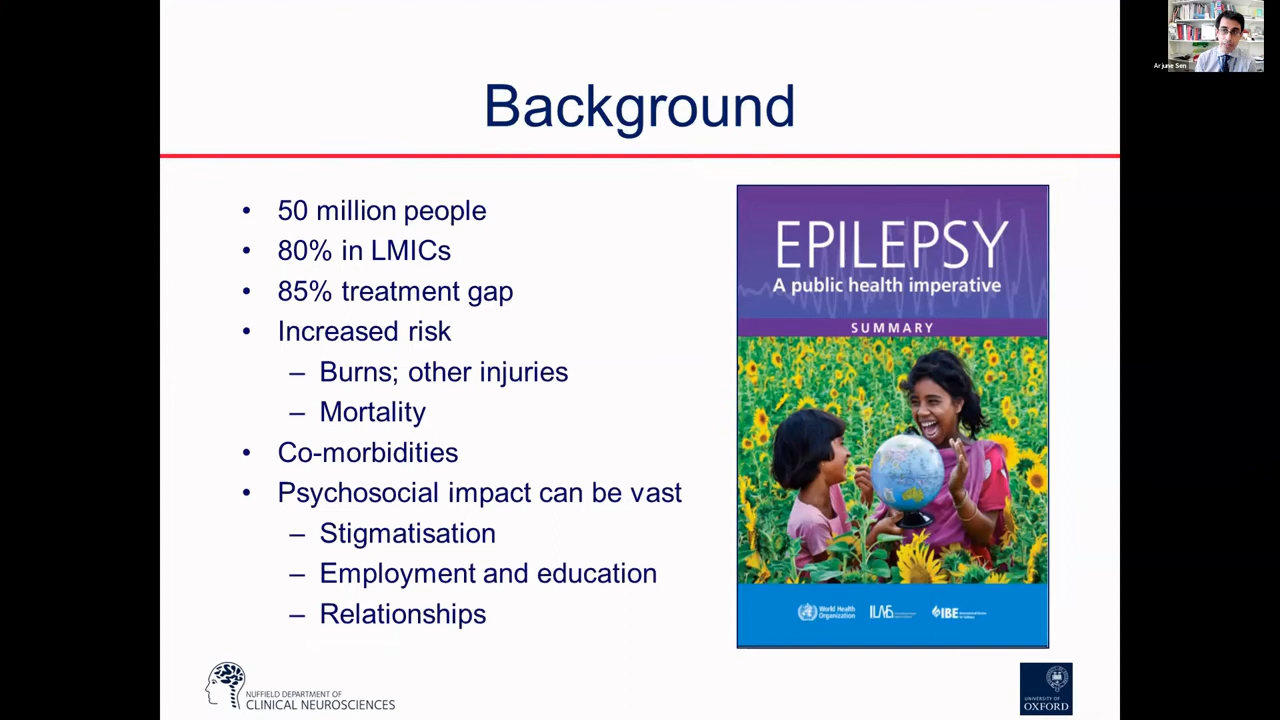 Arjune Sen
Background
• 50 million people
• 80% in LMICs
• 85% treatment gap
• Increased risk
– Burns; other injuries
– Mortality
• Co-morbidities
• Psychosocial impact can be vast
– Stigmatisation
– Employment and education
– Relationships
EPILEPSY
A public health imperative
SUMMARY
World Health
Organization
ILAE
IBE
NUFFIELD DEPARTMENT OF
CLINICAL NEUROSCIENCES
UNIVERSITY OF
OXFORD